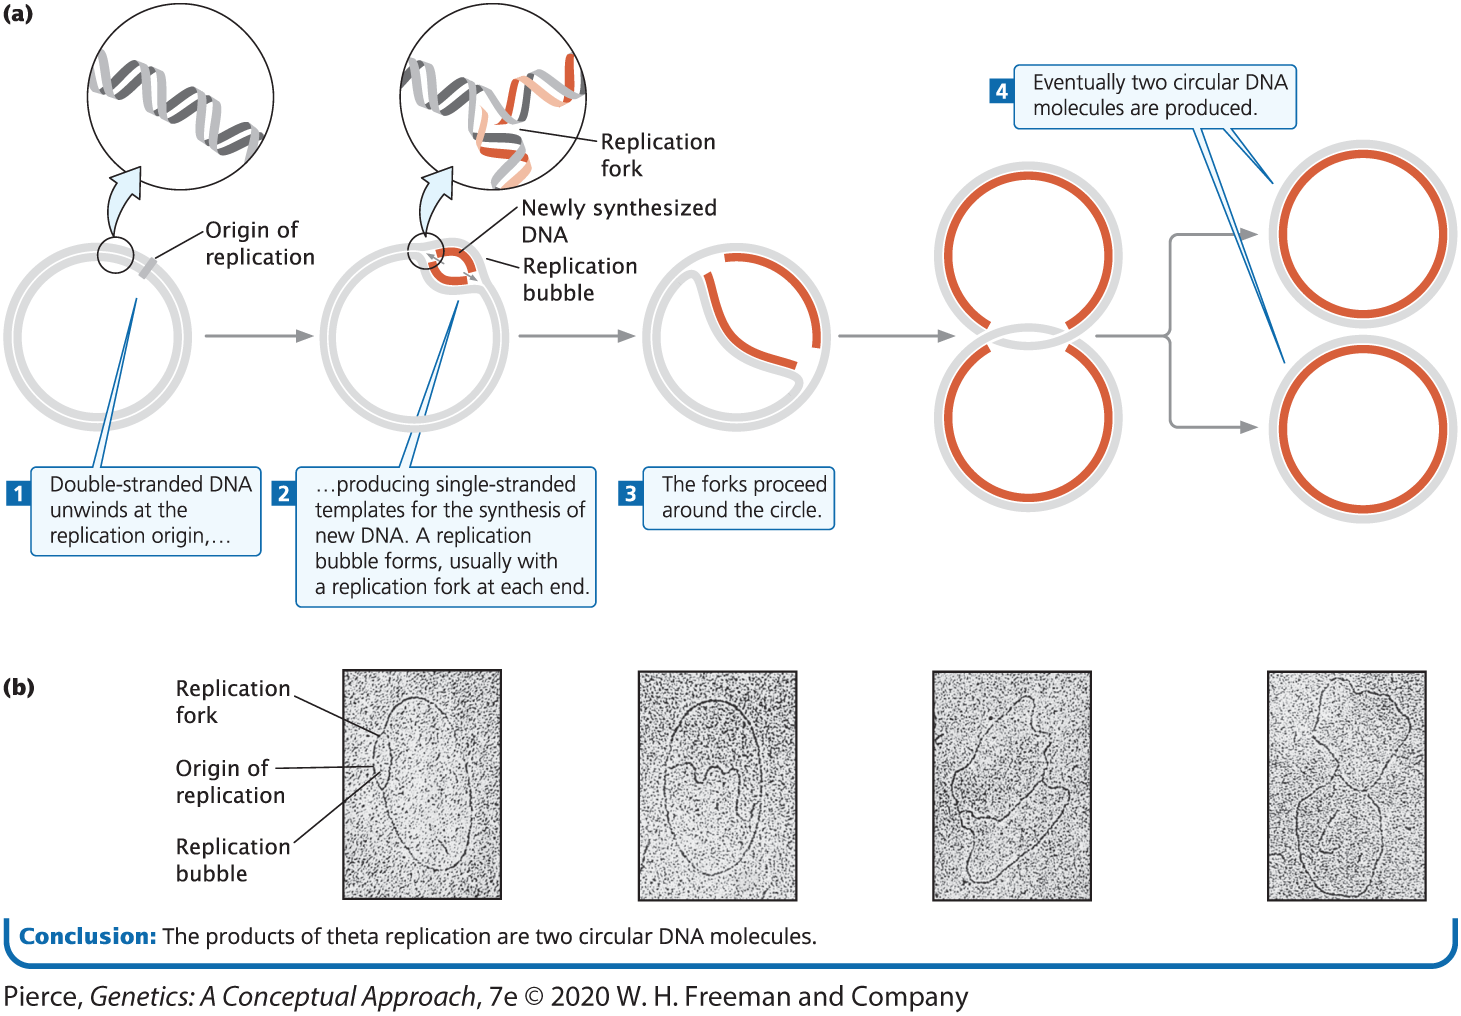 (a)
Replication
fork
Origin of
replication
Newly synthesized
DNA
Replication
bubble
4 Eventually two circular DNA
molecules are produced.
1 Double-stranded DNA
unwinds at the
replication origin,…
2 …producing single-stranded
templates for the synthesis of
new DNA. A replication
bubble forms, usually with
a replication fork at each end.
3 The forks proceed
around the circle.
(b)
Replication
fork
Origin of
replication
Replication
bubble
Conclusion: The products of theta replication are two circular DNA molecules.
Pierce, Genetics: A Conceptual Approach, 7e © 2020 W. H. Freeman and Company